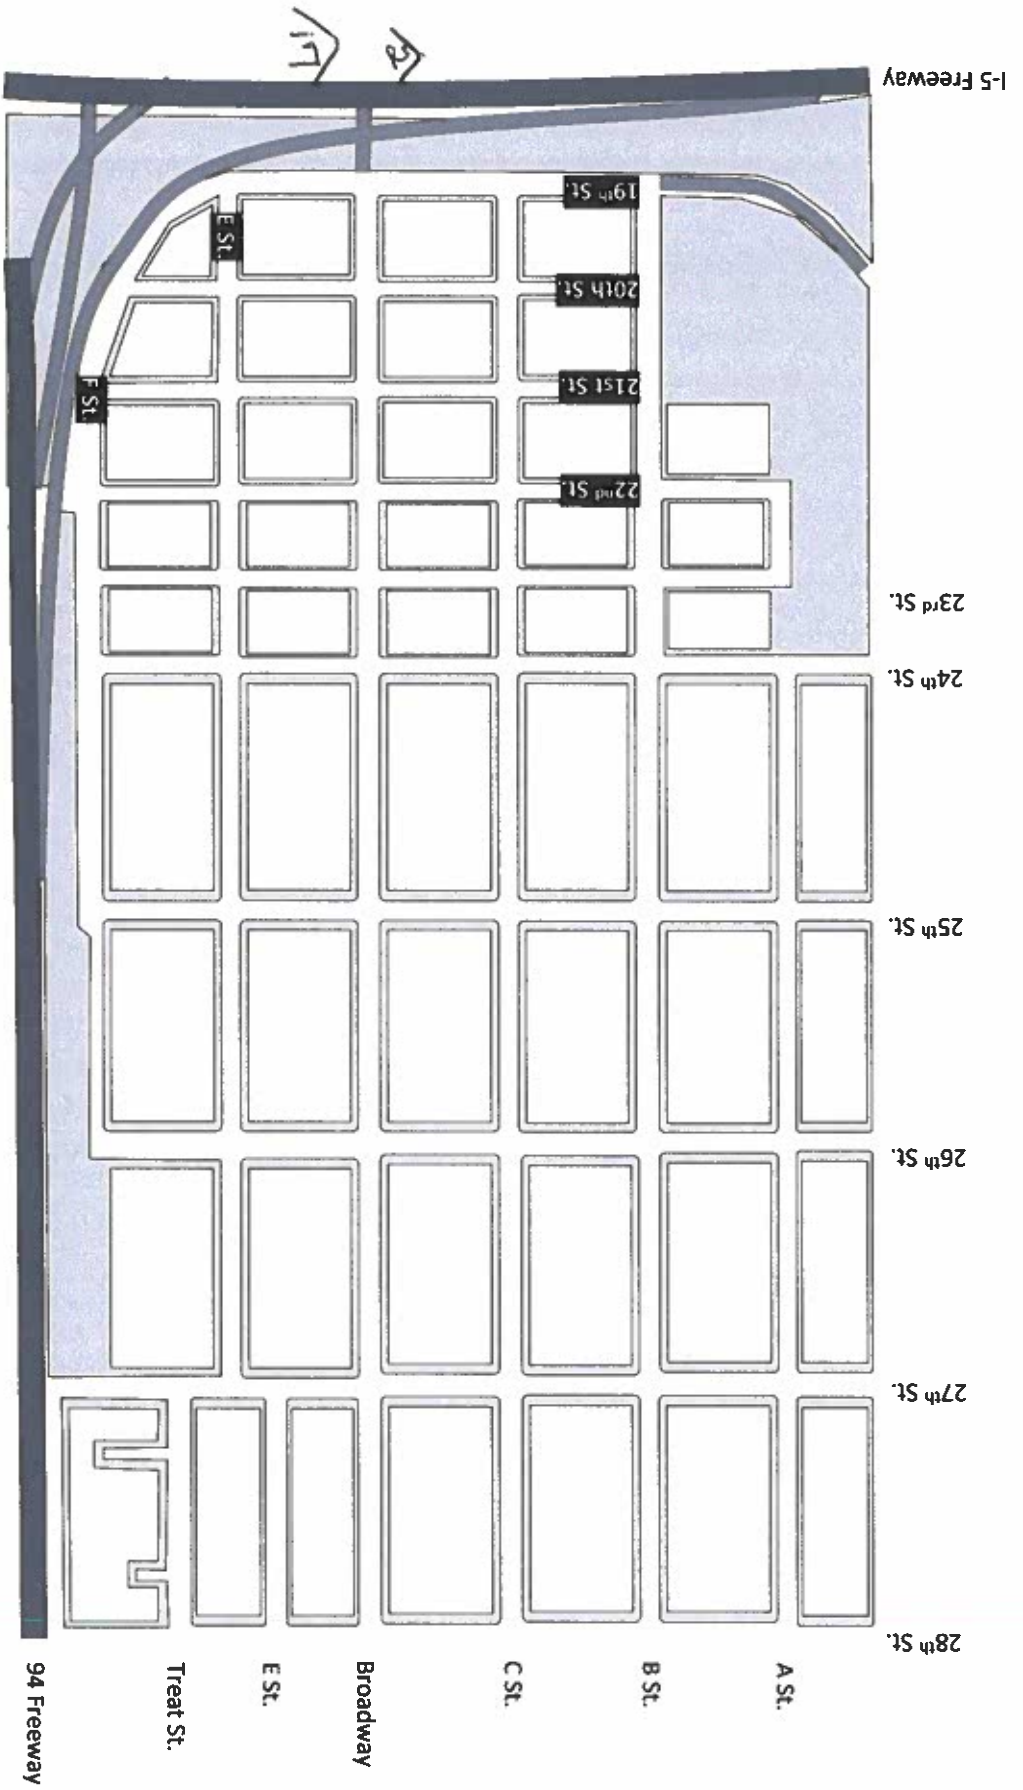 I-5 Freeway
19th St.
E St.
20th St.
21st St.
F St.
22nd St.
23rd St.
24th St.
25th St.
26th St.
27th St.
28th St.
94 Freeway
Treat St.
E St.
Broadway
C St.
B St.
A St.